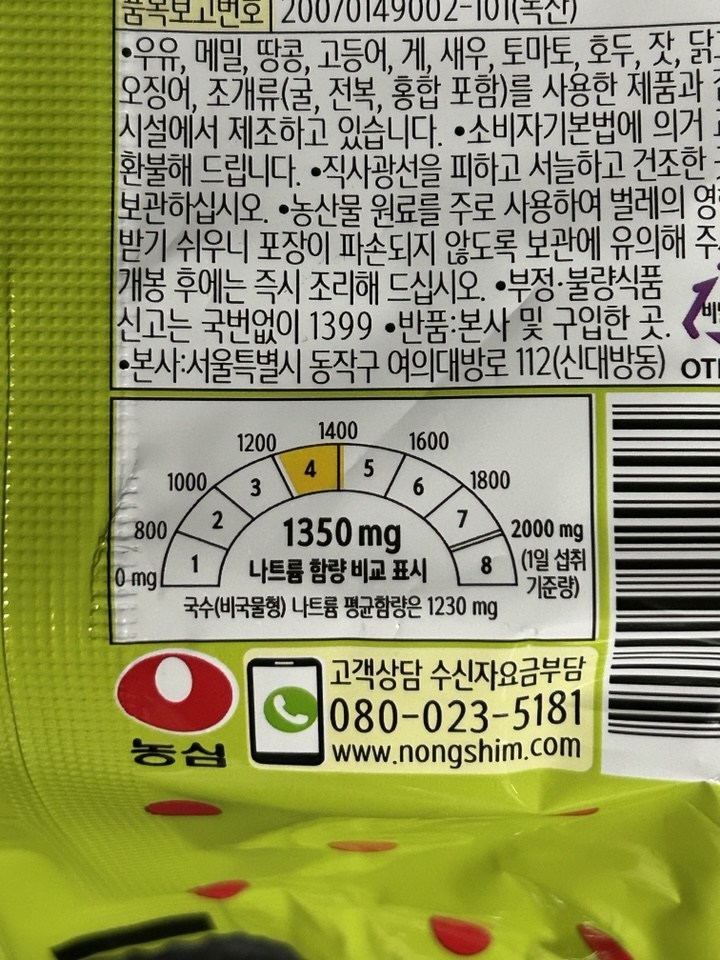 품목보고번호 20070149002-101(녹산)
•우유, 메밀, 땅콩, 고등어, 게, 새우, 토마토, 호두, 잣, 닭
오징어, 조개류(굴, 전복, 홍합 포함)를 사용한 제품과
시설에서 제조하고 있습니다. •소비자기본법에 의거
환불해 드립니다. •직사광선을 피하고 서늘하고 건조한
보관하십시오. •농산물 원료를 주로 사용하여 벌레의
받기 쉬우니 포장이 파손되지 않도록 보관에 유의해
개봉 후에는 즉시 조리해 드십시오. •부정·불량식품
신고는 국번없이 1399 •반품:본사 및 구입한 곳.
•본사:서울특별시 동작구 여의대방로 112(신대방동)
0 mg
800
1000
1200
1400
1600
1800
2000 mg
(1일 섭취
기준량)
1
2
3
4
5
6
7
8
1350 mg
나트륨 함량 비교 표시
국수(비국물형) 나트륨 평균함량은 1230 mg
농심
고객상담 수신자요금부담
080-023-5181
www.nongshim.com